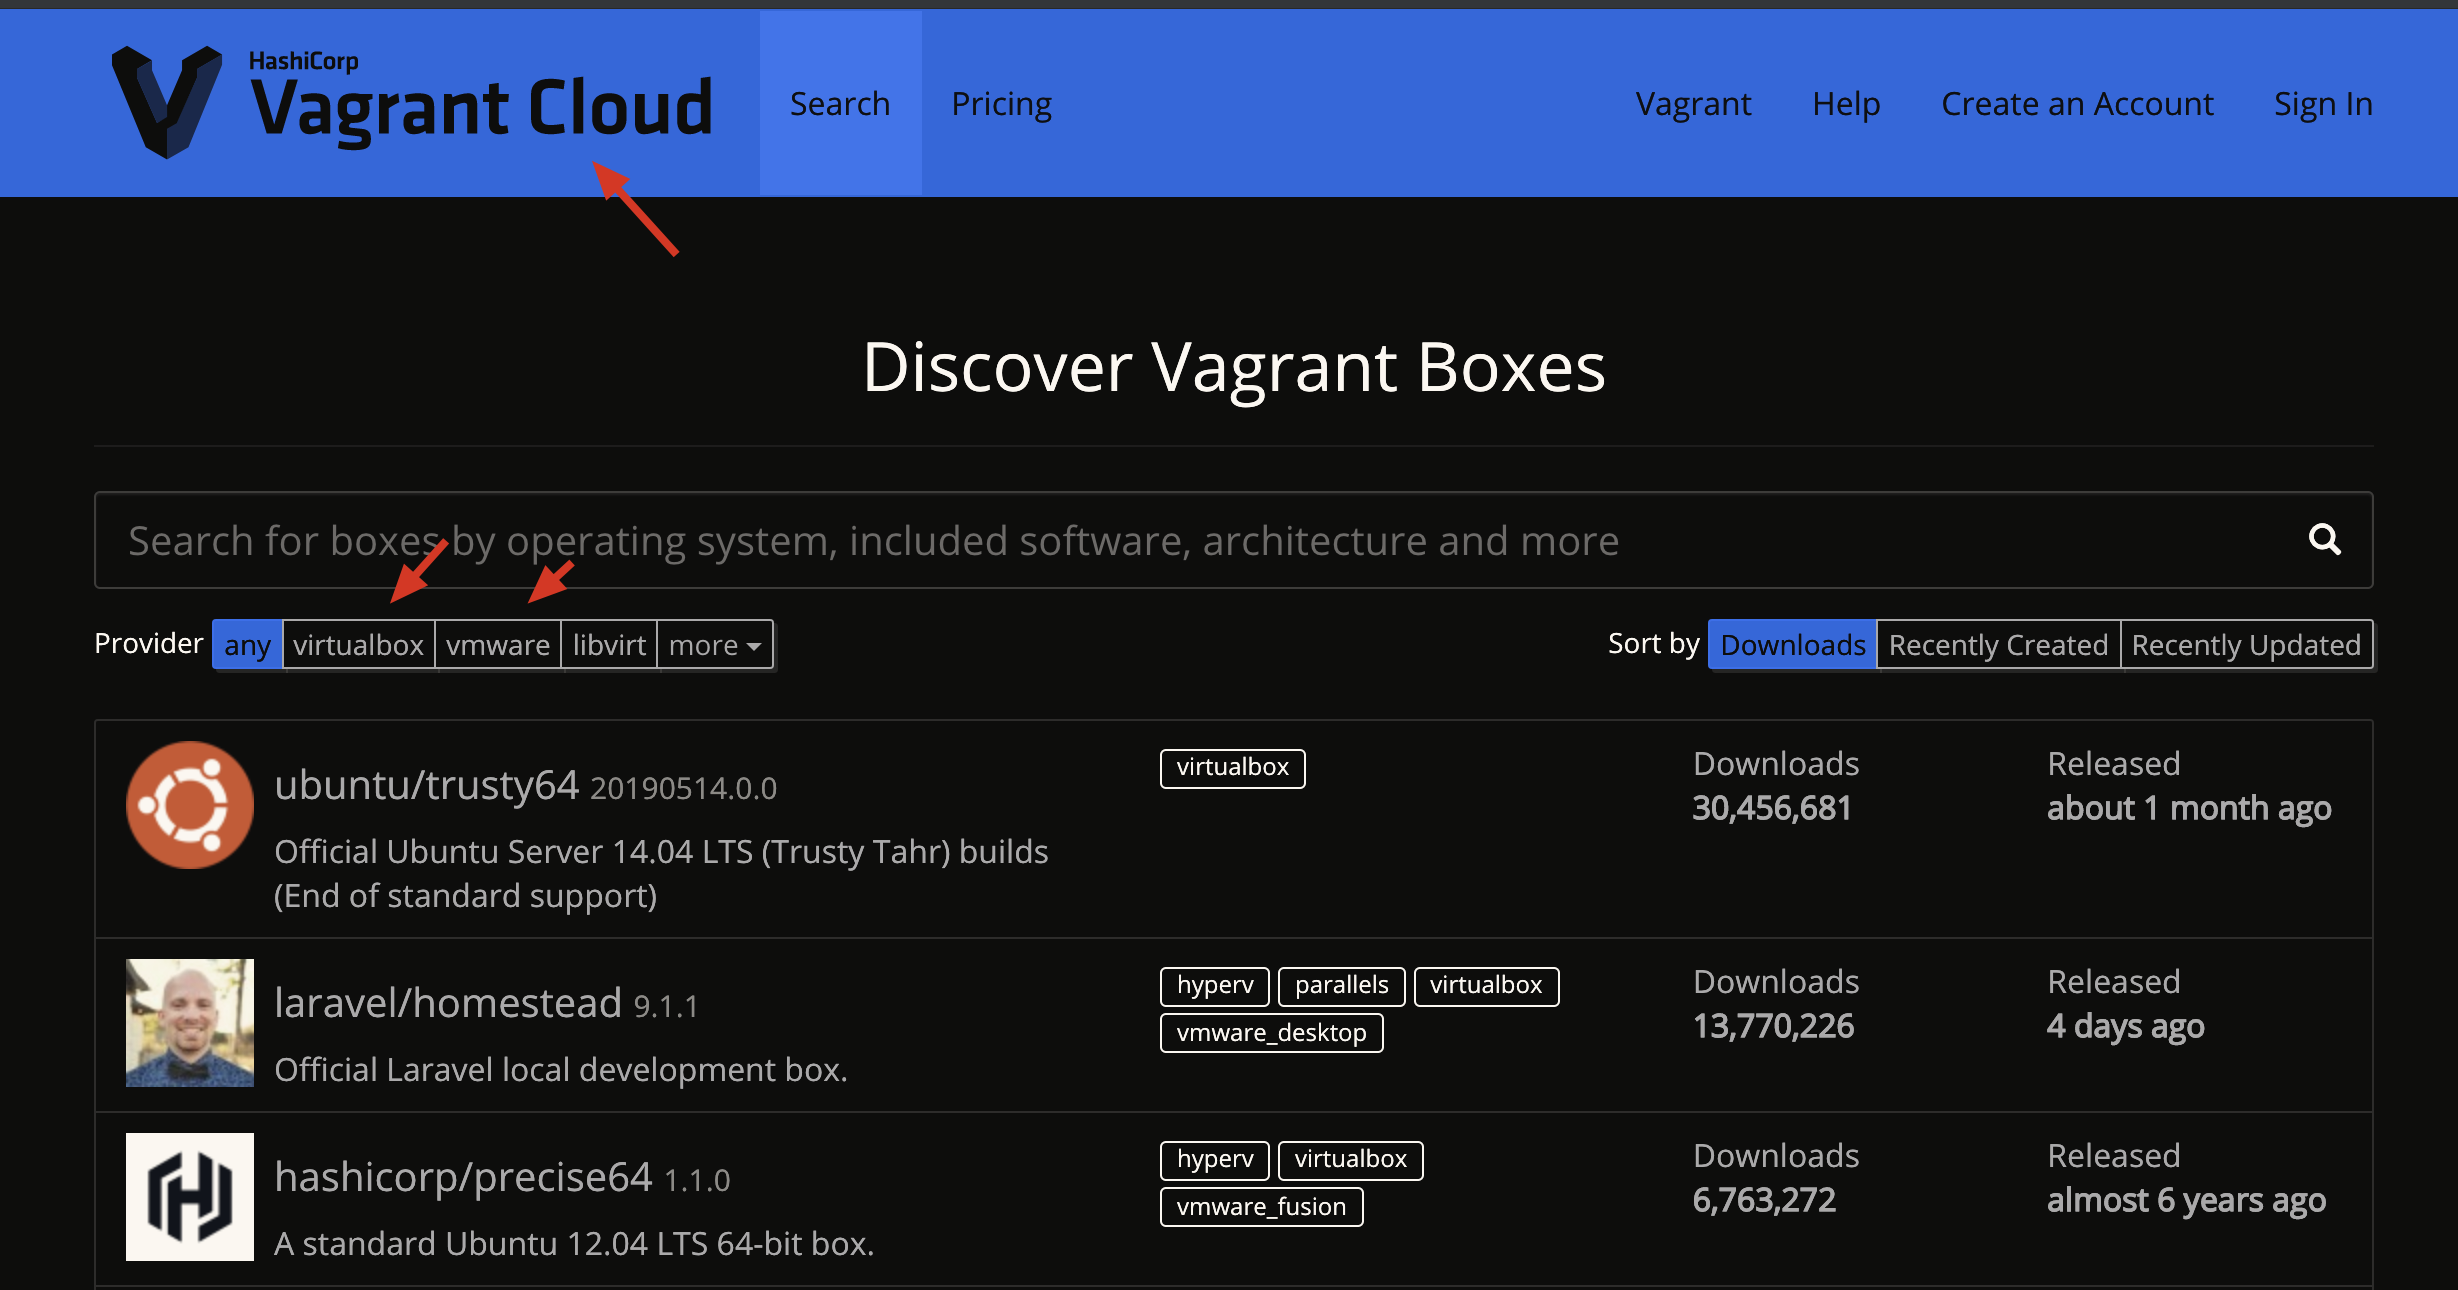 HashiCorp
Vagrant Cloud
Search Pricing Vagrant Help Create an Account Sign In
Discover Vagrant Boxes
Search for boxes by operating system, included software, architecture and more
Provider any virtualbox vmware libvirt more Sort by Downloads Recently Created Recently Updated
ubuntu/trusty64 20190514.0.0
Official Ubuntu Server 14.04 LTS (Trusty Tahr) builds
(End of standard support)
virtualbox
Downloads
30,456,681
Released
about 1 month ago
laravel/homestead 9.1.1
Official Laravel local development box.
hyperv parallels virtualbox
vmware_desktop
Downloads
13,770,226
Released
4 days ago
hashicorp/precise64 1.1.0
A standard Ubuntu 12.04 LTS 64-bit box.
hyperv virtualbox
vmware_fusion
Downloads
6,763,272
Released
almost 6 years ago